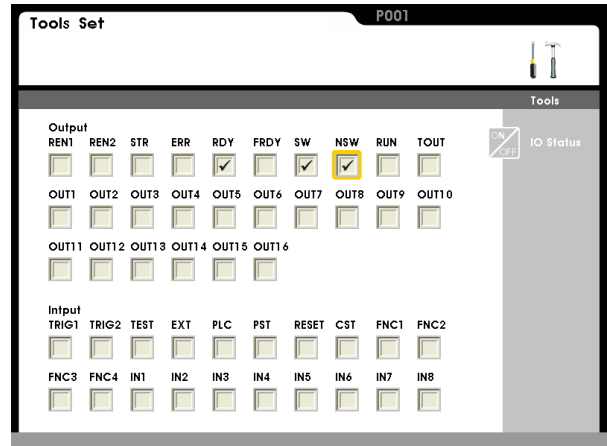 P001
Tools Set
Tools
ON/OFF IO Status
Output
REN1 REN2 STR ERR RDY FRDY SW NSW RUN TOUT
OUT1 OUT2 OUT3 OUT4 OUT5 OUT6 OUT7 OUT8 OUT9 OUT10
OUT11 OUT12 OUT13 OUT14 OUT15 OUT16
Intput
TRIG1 TRIG2 TEST EXT PLC PST RESET CST FNC1 FNC2
FNC3 FNC4 IN1 IN2 IN3 IN4 IN5 IN6 IN7 IN8